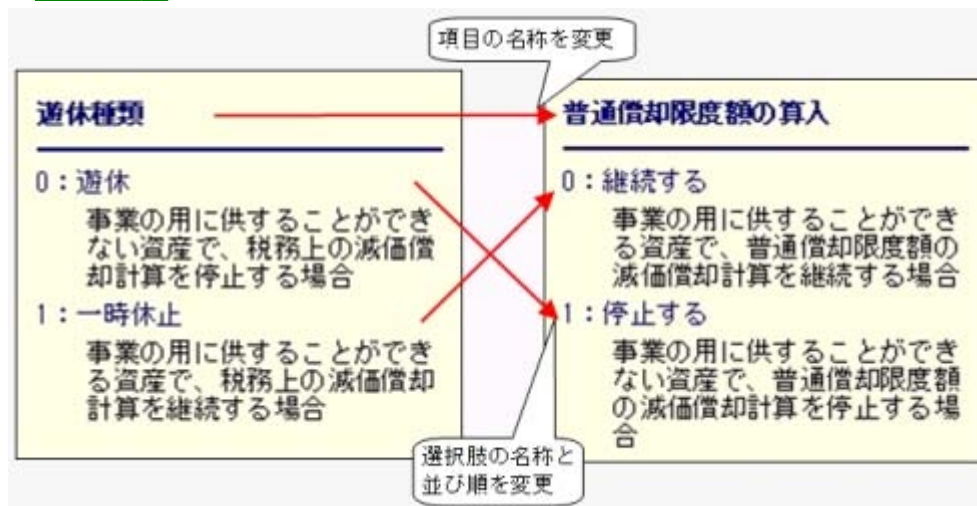 項目の名称を変更
遊休種類
0：遊休
事業の用に供することができ
ない資産で、税務上の減価償
却計算を停止する場合
1：一時休止
事業の用に供することができ
る資産で、税務上の減価償却
計算を継続する場合
普通償却限度額の算入
0：継続する
事業の用に供することができ
る資産で、普通償却限度額の
減価償却計算を継続する場合
1：停止する
事業の用に供することができ
ない資産で、普通償却限度額
の減価償却計算を停止する場
合
選択肢の名称と
並び順を変更